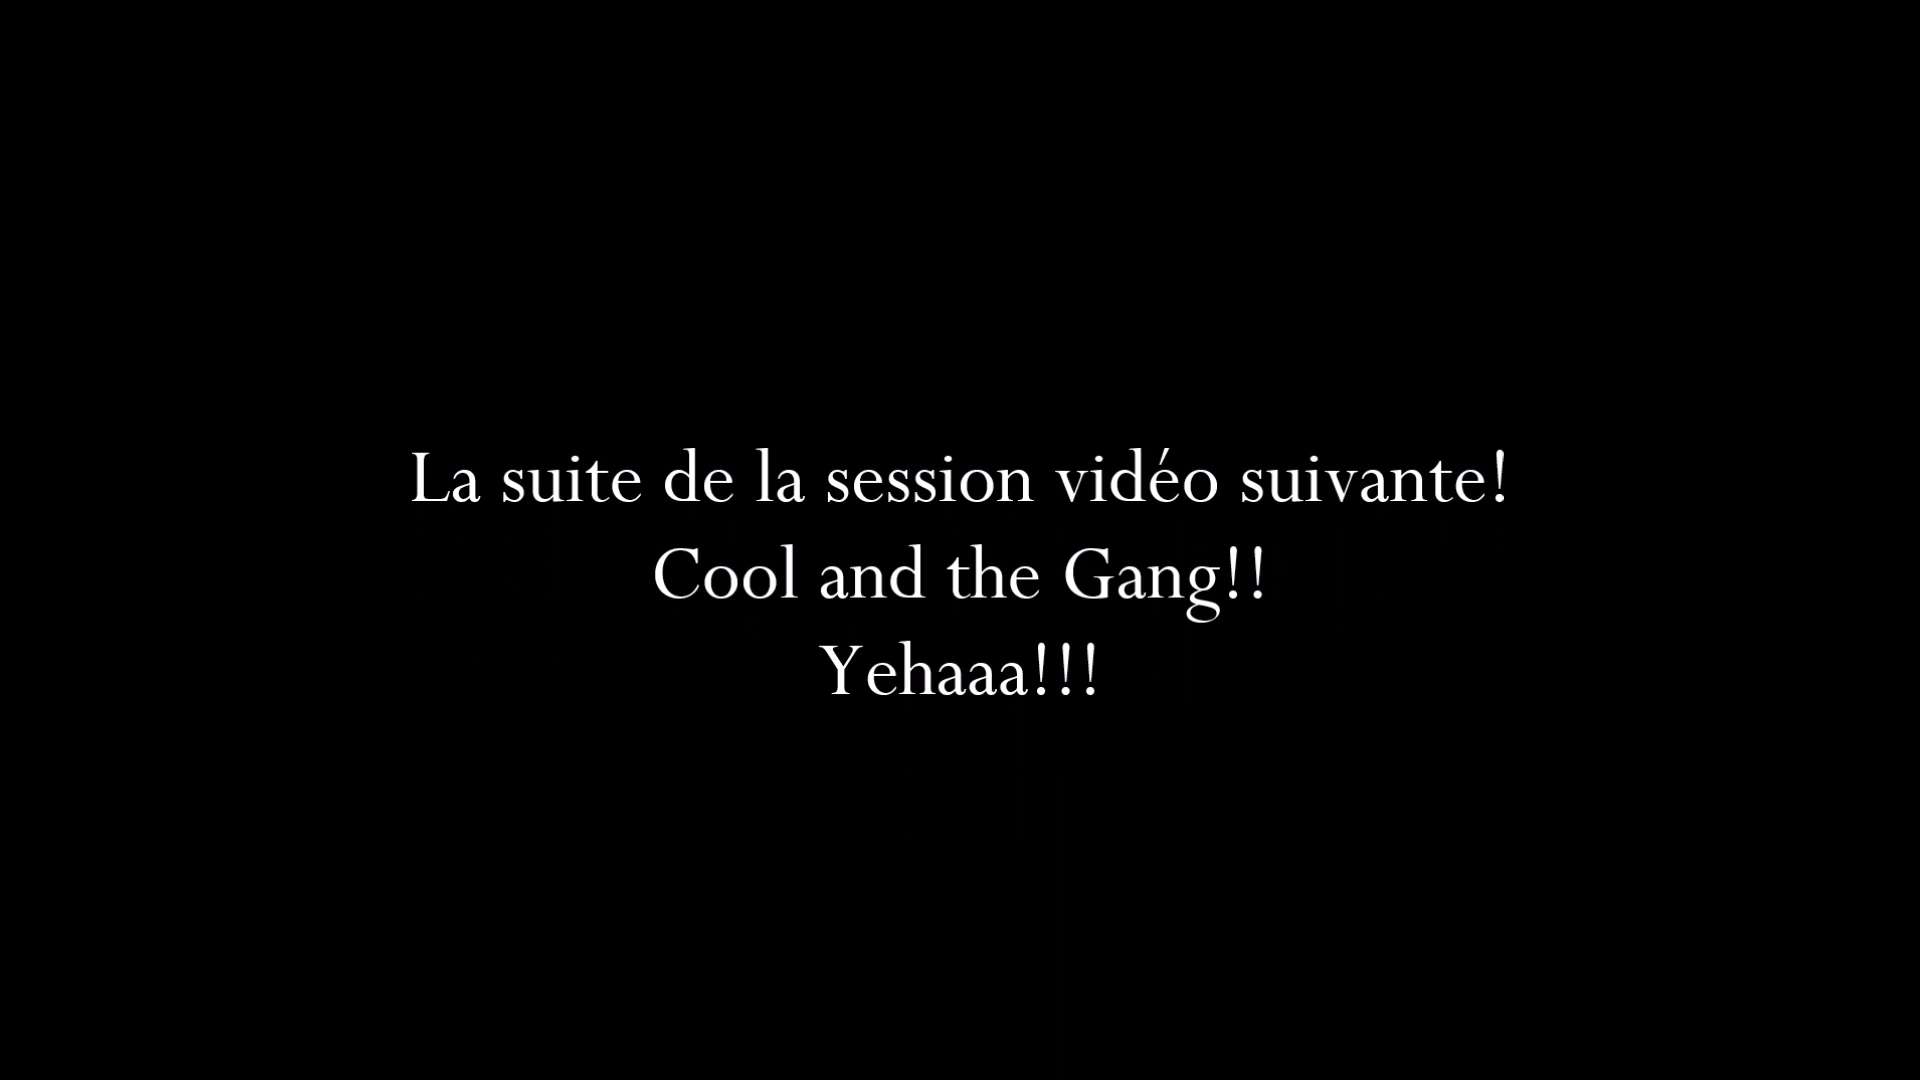 La suite de la session vidéo suivante!
Cool and the Gang!!
Yehaaa!!!